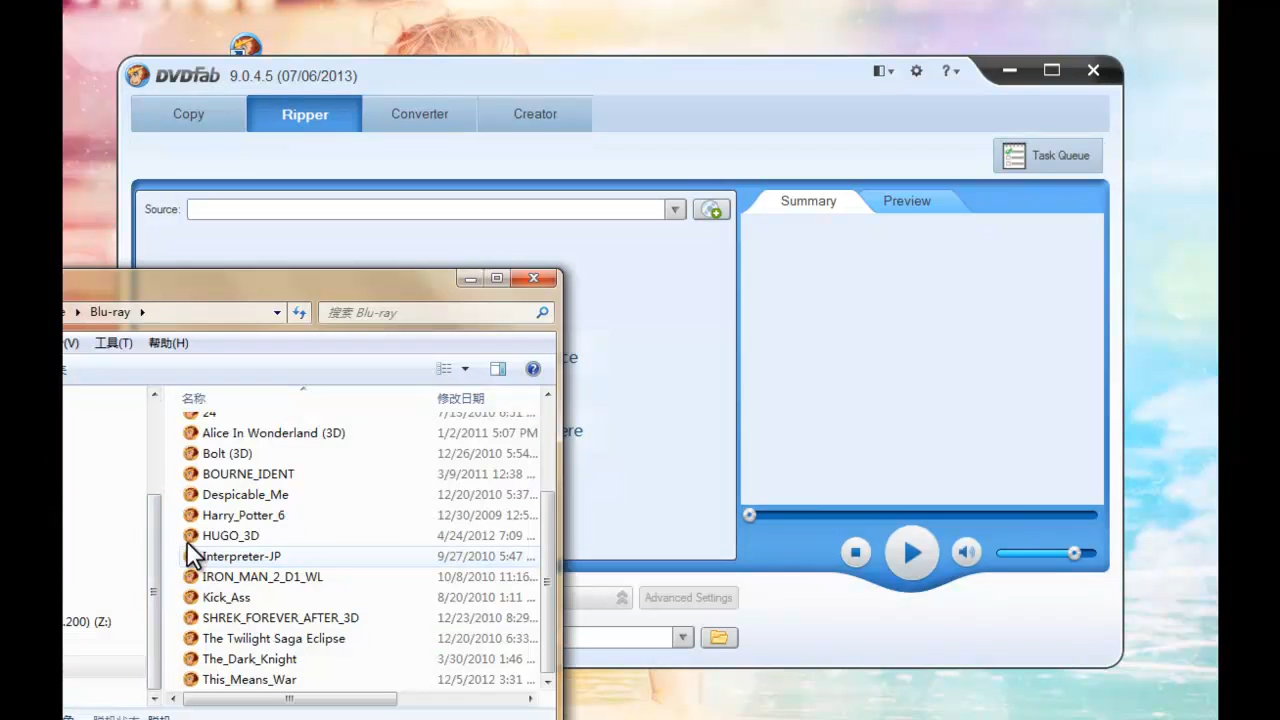 DVDFab 9.0.4.5 (07/06/2013)
?
Copy
Ripper
Converter
Creator
Task Queue
Source:
Summary
Preview
Blu-ray
搜索 Blu-ray
(V) 工具(T) 帮助(H)
ce
ere
名称 修改日期
24
Alice In Wonderland (3D) 1/2/2011 5:07 PM
Bolt (3D) 12/26/2010 5:54...
BOURNE_IDENT 3/9/2011 12:38 ...
Despicable_Me 12/20/2010 5:37...
Harry_Potter_6 12/30/2009 12:5...
HUGO_3D 4/24/2012 7:09 ...
Interpreter-JP 9/27/2010 5:47 ...
IRON_MAN_2_D1_WL 10/8/2010 11:16...
Kick_Ass 8/20/2010 1:11 ...
SHREK_FOREVER_AFTER_3D 12/23/2010 8:29...
.200) (Z:)
The Twilight Saga Eclipse 12/20/2010 6:33...
The_Dark_Knight 3/30/2010 1:46 ...
This_Means_War 12/5/2012 3:31 ...
Advanced Settings